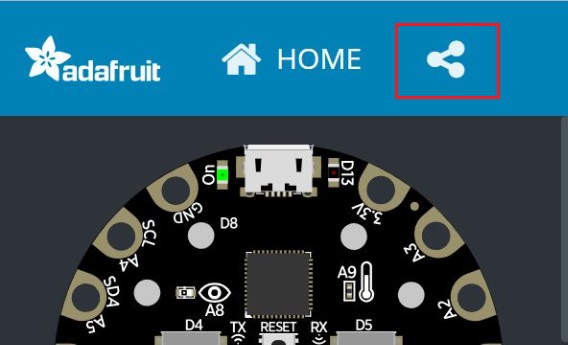 adafruit
HOME
On
D13
GND
3.3V
D8
SCL
A4
A3
A9
SDA
A5
A8
A2
D4
TX
RESET
RX
D5